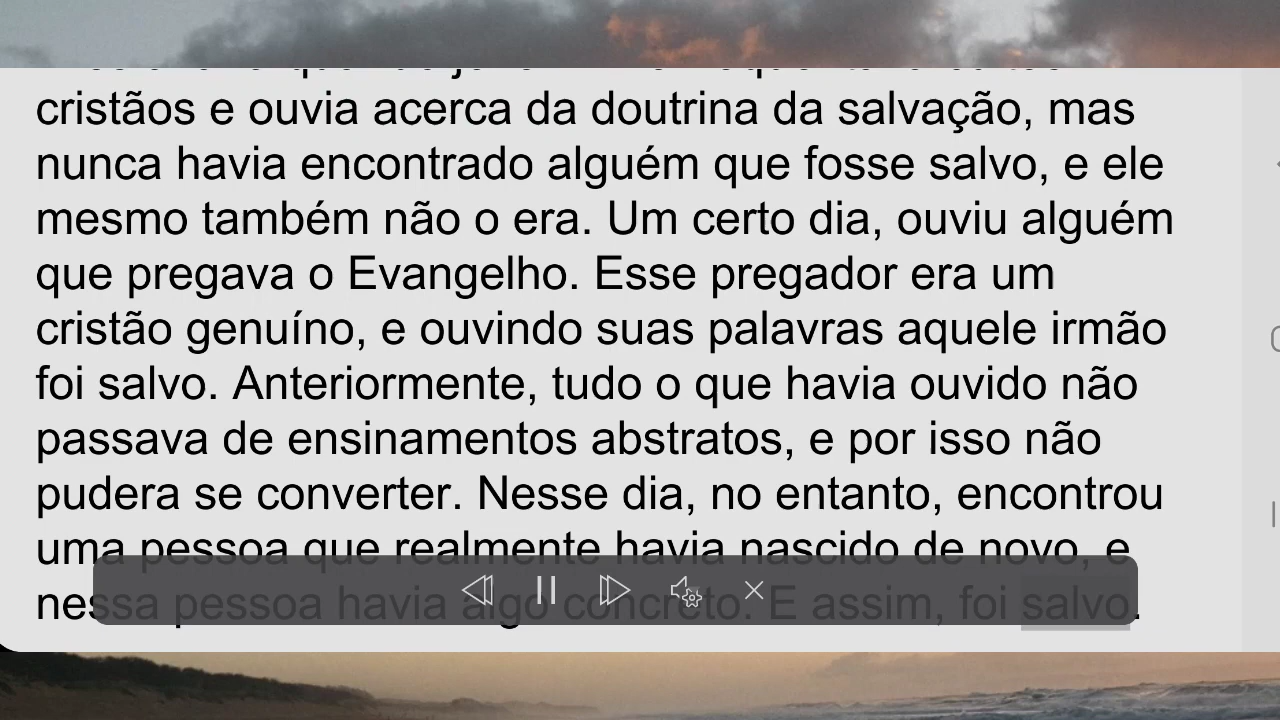 cristãos e ouvia acerca da doutrina da salvação, mas
nunca havia encontrado alguém que fosse salvo, e ele
mesmo também não o era. Um certo dia, ouviu alguém
que pregava o Evangelho. Esse pregador era um
cristão genuíno, e ouvindo suas palavras aquele irmão
foi salvo. Anteriormente, tudo o que havia ouvido não
passava de ensinamentos abstratos, e por isso não
pudera se converter. Nesse dia, no entanto, encontrou
uma pessoa que realmente havia nascido de novo, e
nessa pessoa havia algo concreto. E assim, foi salvo.